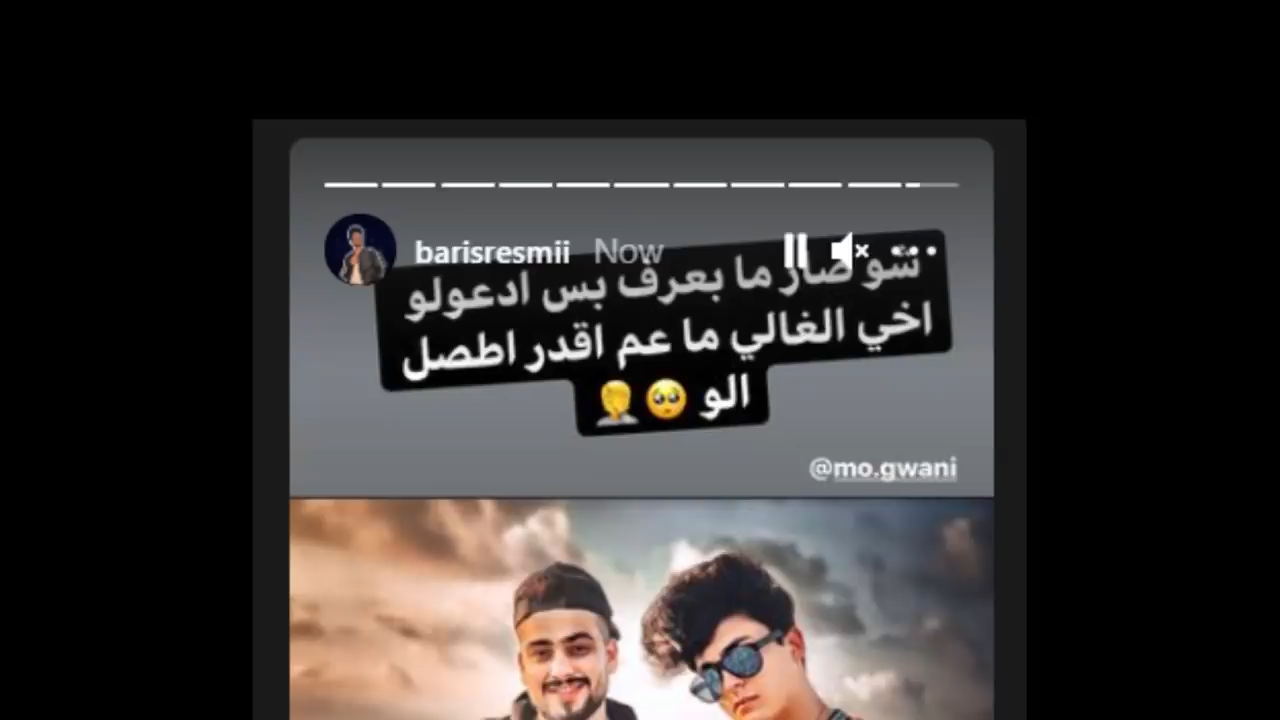 barisresmii Now
شو صار ما بعرف بس ادعولو
اخي الغالي ما عم اقدر اطصل
الو 🥺🤦
@mo.gwani